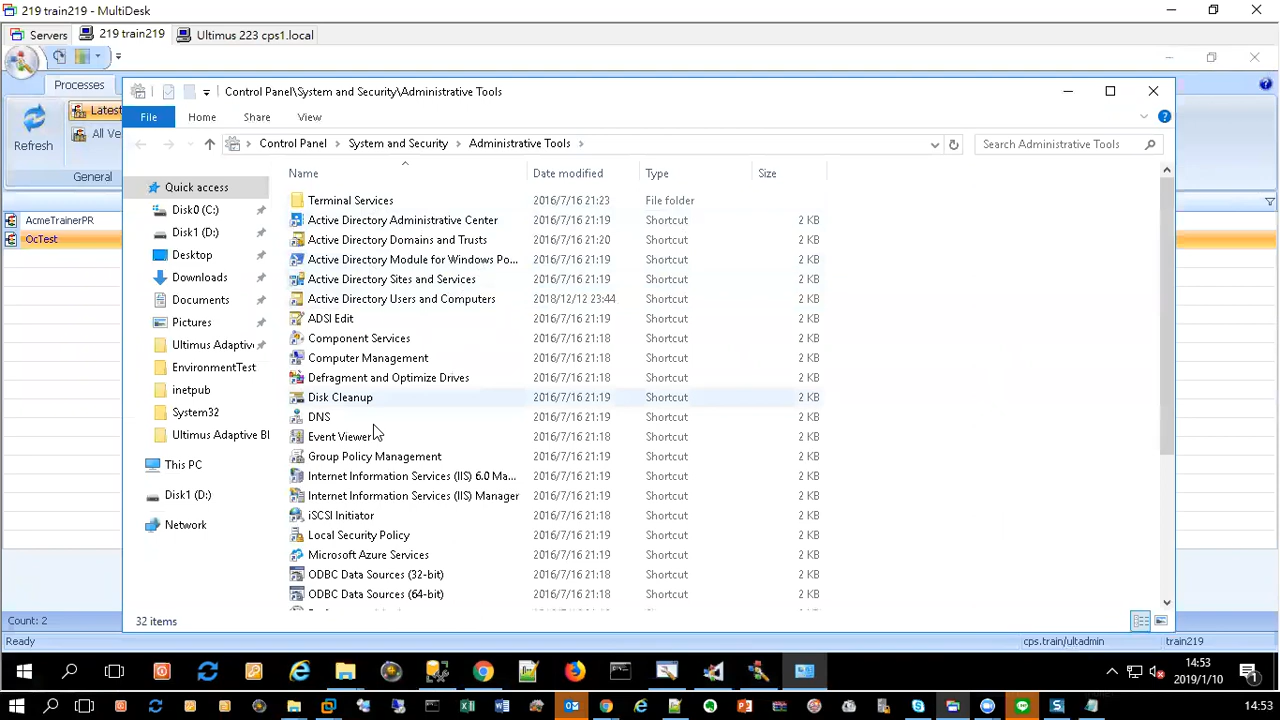 219 train219 - MultiDesk
Servers
219 train219
Ultimus 223 cps1.local
Processes
Refresh
Latest
All Ve
General
AcmeTrainerPR
OcTest
Control Panel\System and Security\Administrative Tools
File
Home
Share
View
Control Panel
System and Security
Administrative Tools
Search Administrative Tools
Name
Date modified
Type
Size
Quick access
Disk0 (C:)
Disk1 (D:)
Desktop
Downloads
Documents
Pictures
Ultimus Adaptiv
EnvironmentTest
inetpub
System32
Ultimus Adaptive Bl
This PC
Disk1 (D:)
Network
Terminal Services 2016/7/16 21:23 File folder
Active Directory Administrative Center 2016/7/16 21:19 Shortcut 2 KB
Active Directory Domains and Trusts 2016/7/16 21:20 Shortcut 2 KB
Active Directory Module for Windows Po... 2016/7/16 21:19 Shortcut 2 KB
Active Directory Sites and Services 2016/7/16 21:19 Shortcut 2 KB
Active Directory Users and Computers 2018/12/12 23:44 Shortcut 2 KB
ADSI Edit 2016/7/16 21:19 Shortcut 2 KB
Component Services 2016/7/16 21:18 Shortcut 2 KB
Computer Management 2016/7/16 21:18 Shortcut 2 KB
Defragment and Optimize Drives 2016/7/16 21:18 Shortcut 2 KB
Disk Cleanup 2016/7/16 21:19 Shortcut 2 KB
DNS 2016/7/16 21:19 Shortcut 2 KB
Event Viewer 2016/7/16 21:18 Shortcut 2 KB
Group Policy Management 2016/7/16 21:19 Shortcut 2 KB
Internet Information Services (IIS) 6.0 Ma... 2016/7/16 21:19 Shortcut 2 KB
Internet Information Services (IIS) Manager 2016/7/16 21:19 Shortcut 2 KB
iSCSI Initiator 2016/7/16 21:18 Shortcut 2 KB
Local Security Policy 2016/7/16 21:19 Shortcut 2 KB
Microsoft Azure Services 2016/7/16 21:19 Shortcut 2 KB
ODBC Data Sources (32-bit) 2016/7/16 21:18 Shortcut 2 KB
ODBC Data Sources (64-bit) 2016/7/16 21:18 Shortcut 2 KB
32 items
Count: 2
Ready
cps.train/ultadmin
train219
14:53
2019/1/10
14:53